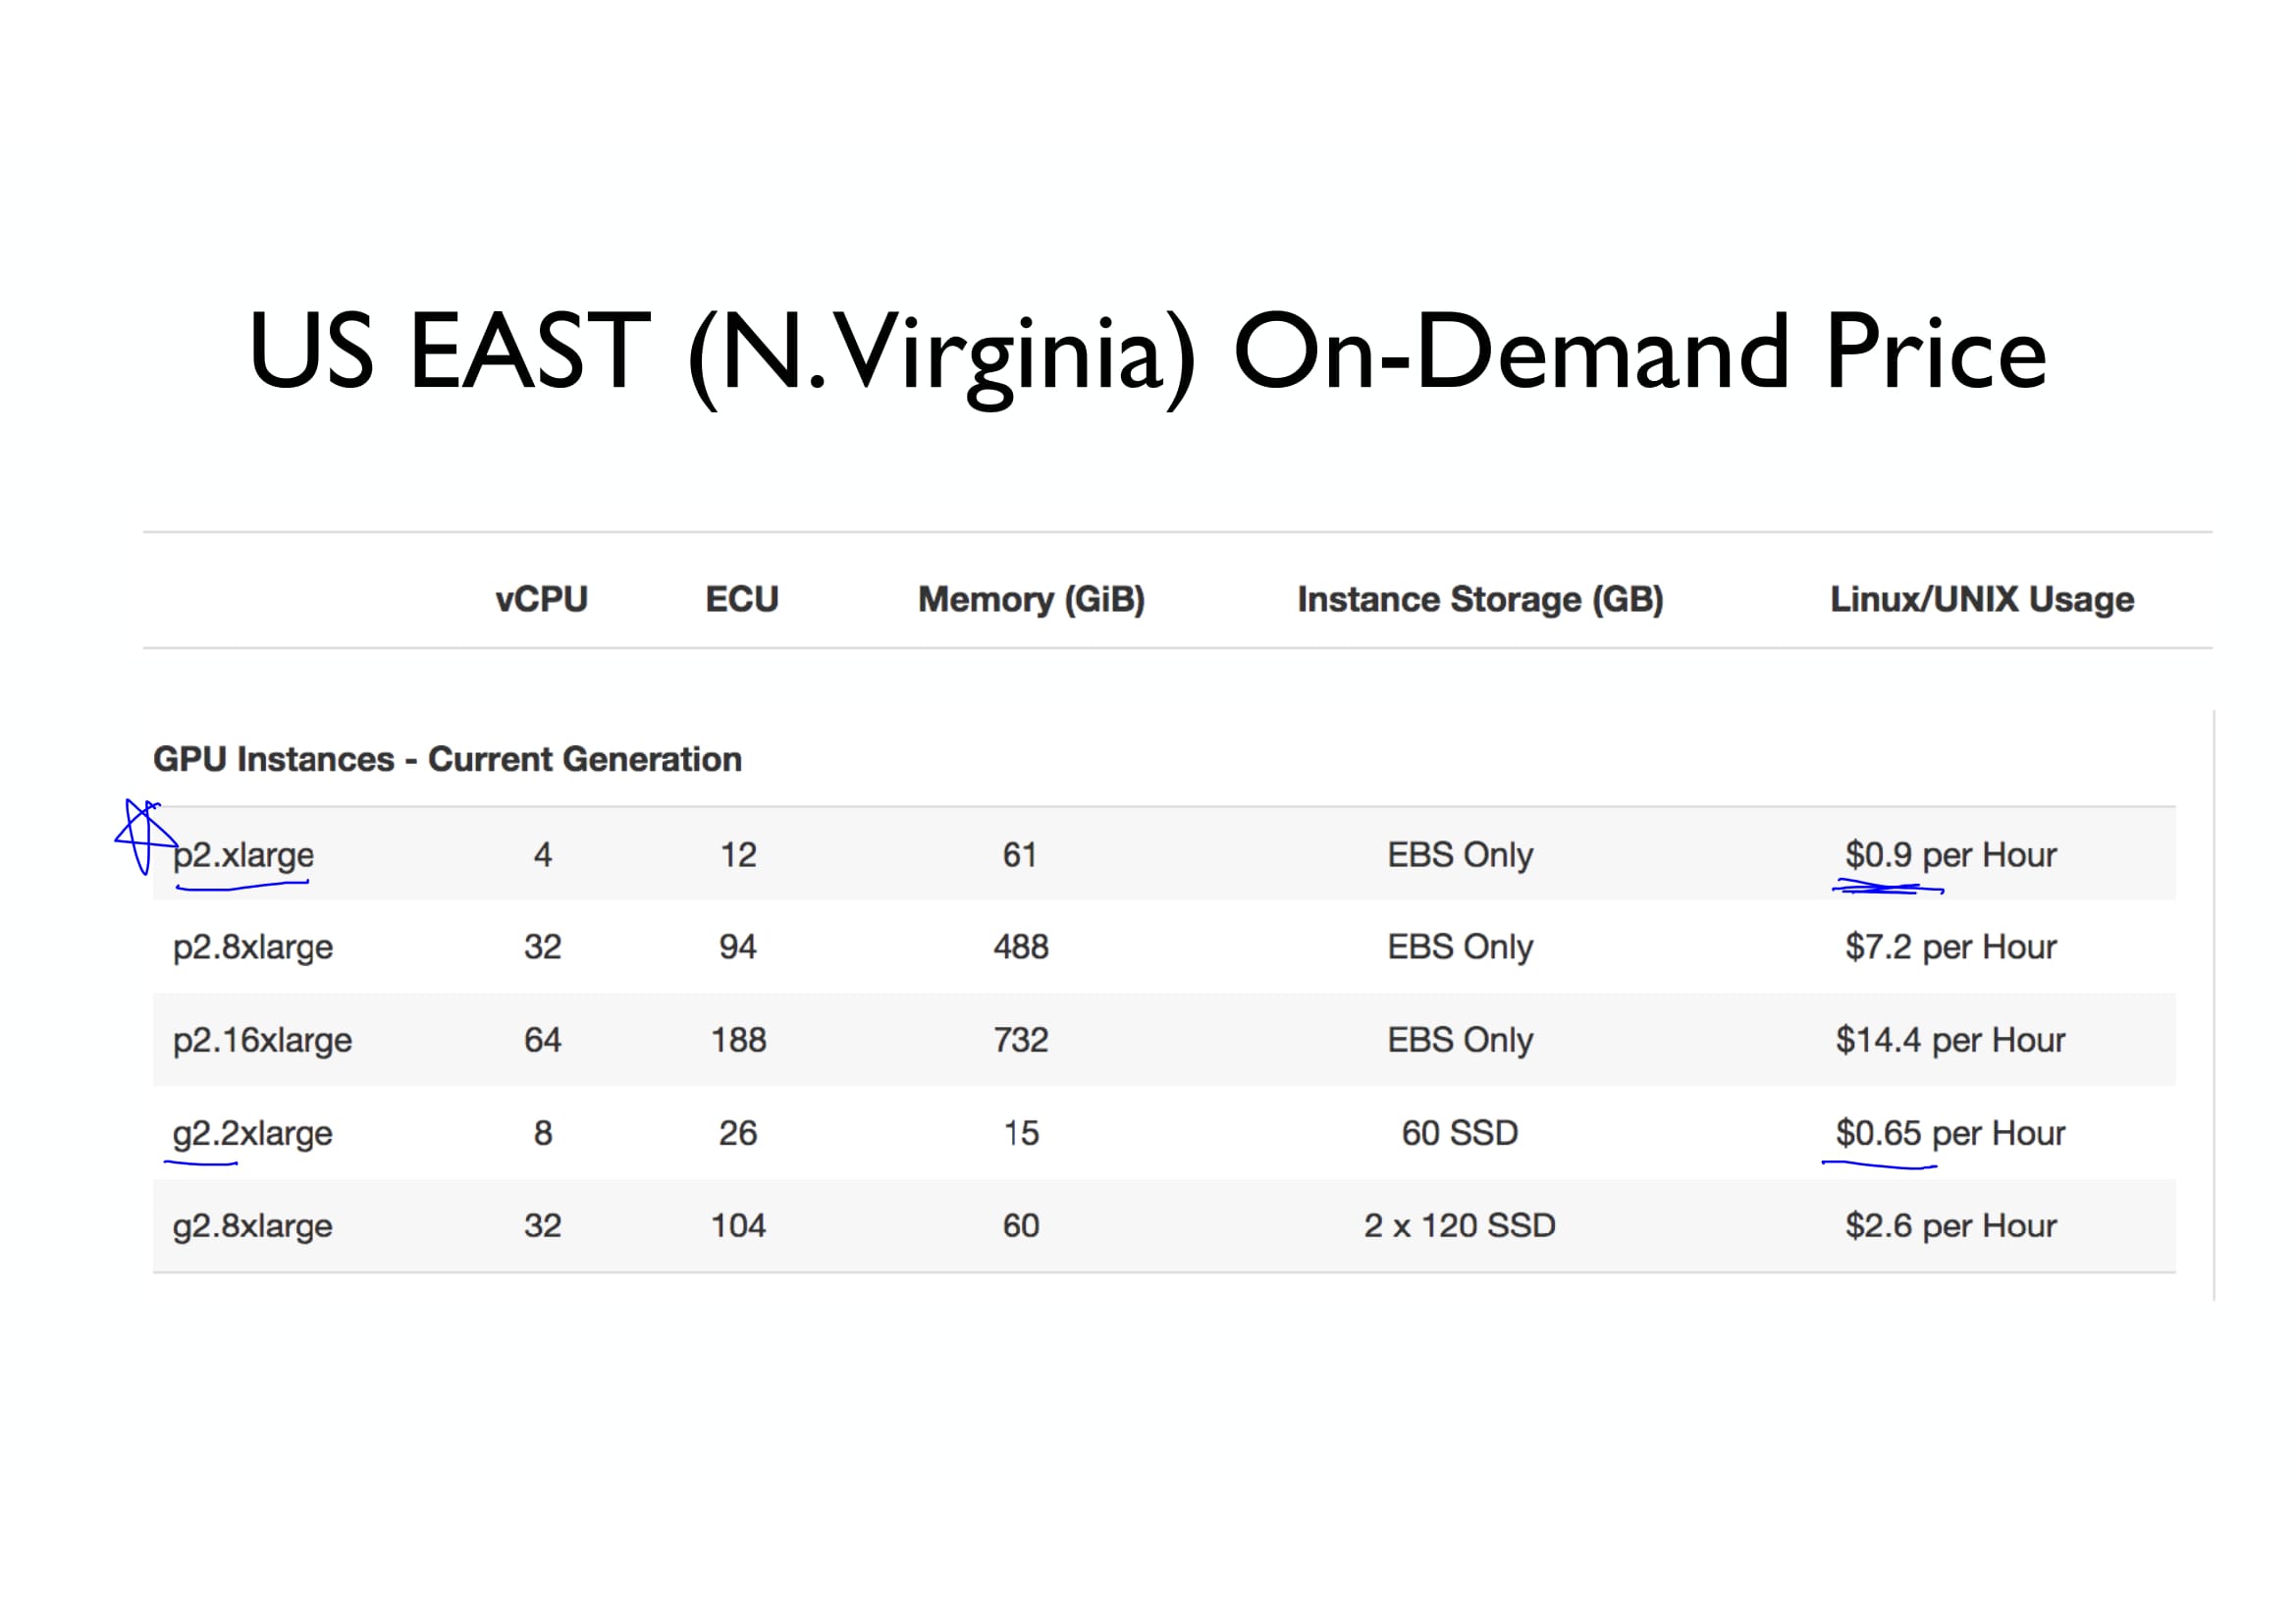 US EAST (N. Virginia) On-Demand Price
vCPU ECU Memory (GiB) Instance Storage (GB) Linux/UNIX Usage
GPU Instances - Current Generation
p2.xlarge 4 12 61 EBS Only $0.9 per Hour
p2.8xlarge 32 94 488 EBS Only $7.2 per Hour
p2.16xlarge 64 188 732 EBS Only $14.4 per Hour
g2.2xlarge 8 26 15 60 SSD $0.65 per Hour
g2.8xlarge 32 104 60 2 x 120 SSD $2.6 per Hour